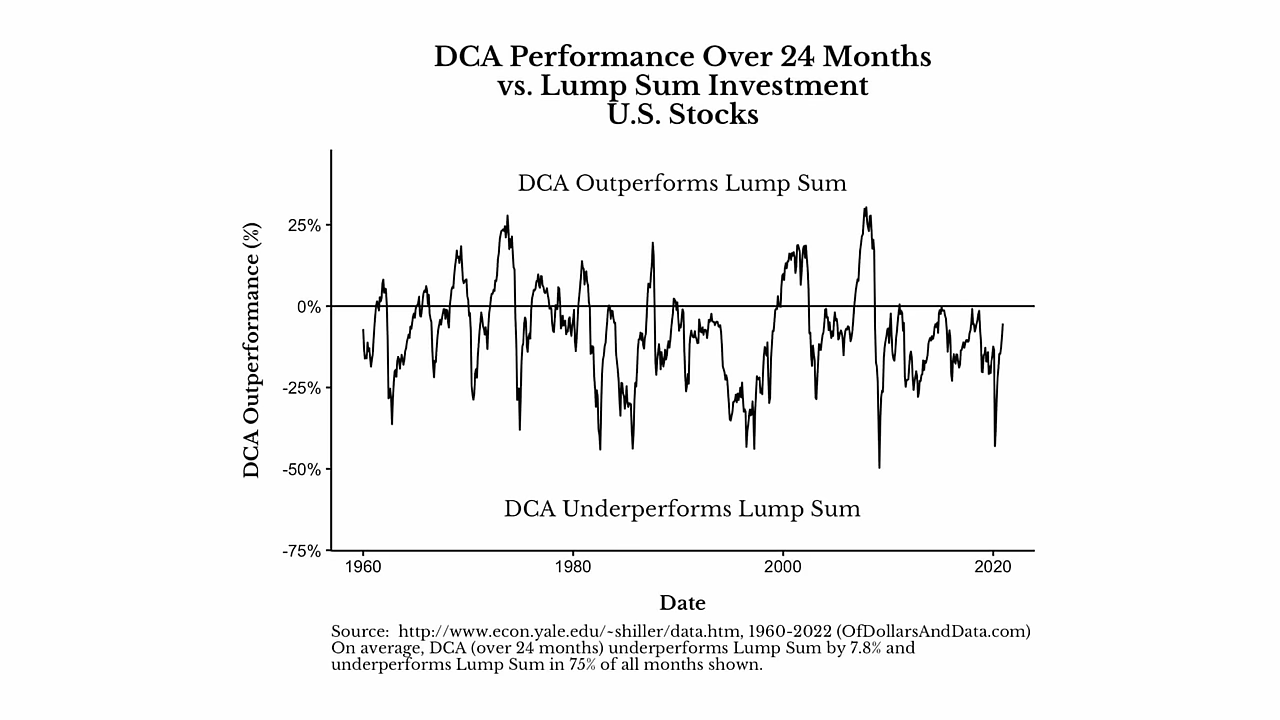 DCA Performance Over 24 Months
vs. Lump Sum Investment
U.S. Stocks
DCA Outperforms Lump Sum
DCA Outperformance (%)
25%
0%
-25%
-50%
-75%
DCA Underperforms Lump Sum
1960
1980
2000
2020
Date
Source:  http://www.econ.yale.edu/~shiller/data.htm, 1960-2022 (OfDollarsAndData.com)
On average, DCA (over 24 months) underperforms Lump Sum by 7.8% and
underperforms Lump Sum in 75% of all months shown.